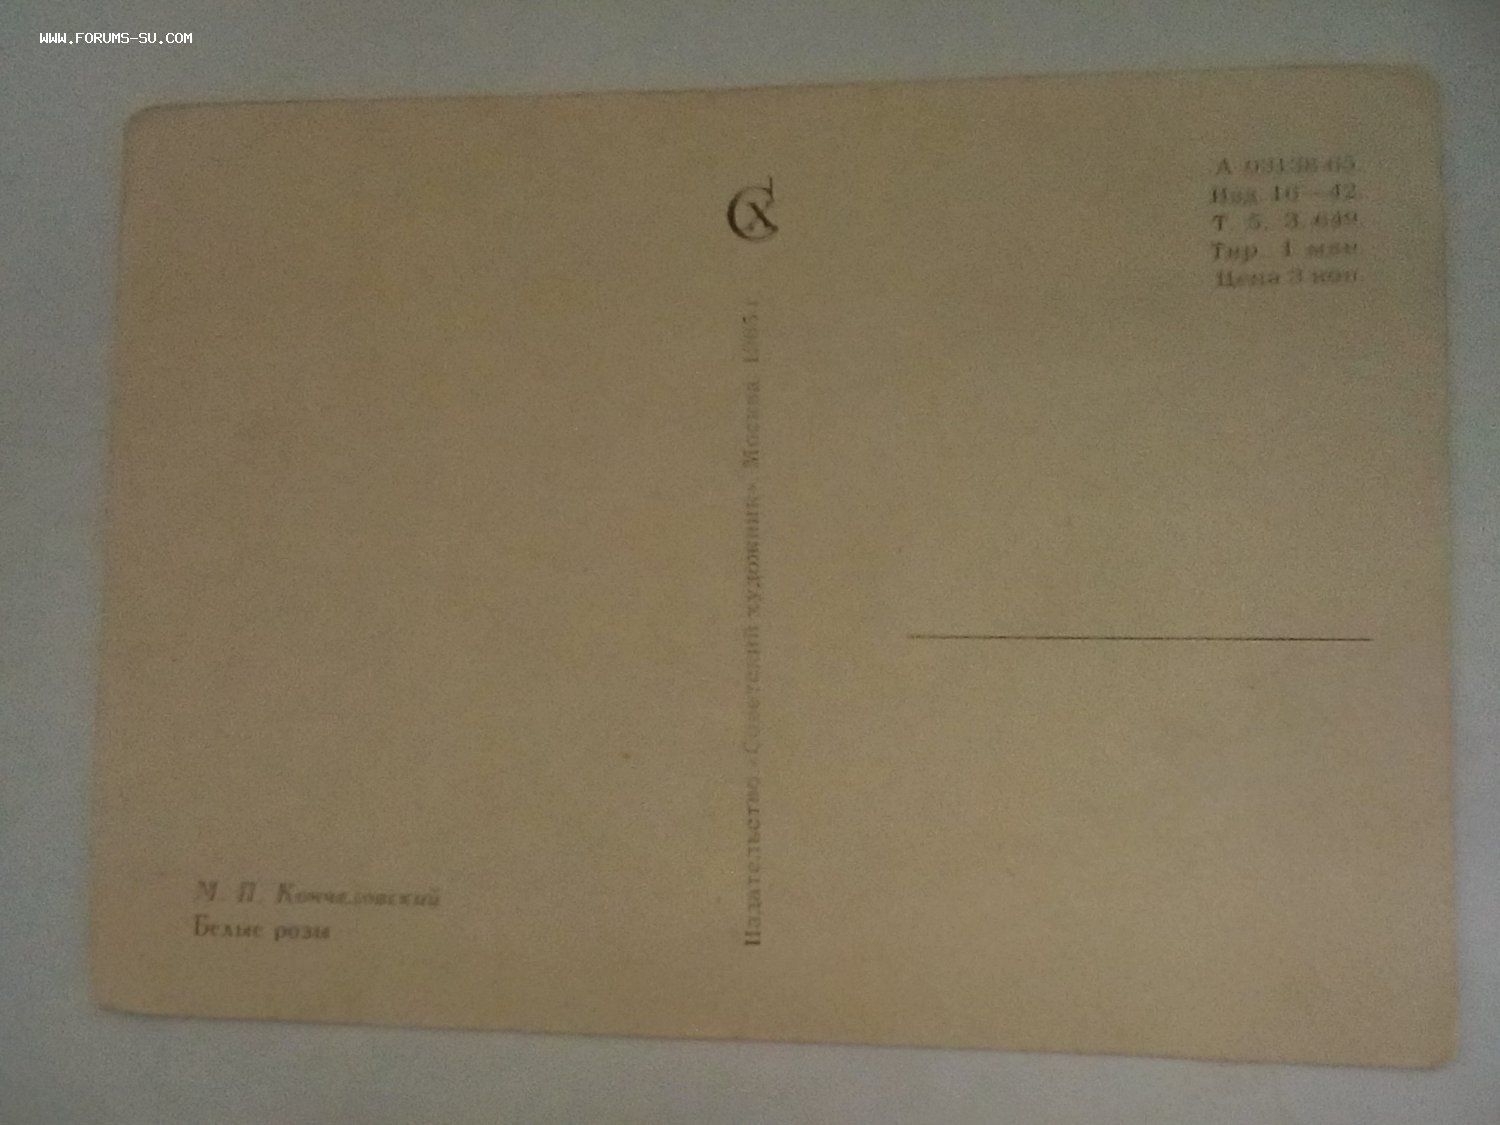 WWW.FORUMS-SU.COM
А 03138-65.
Изд. 16—42.
Т. 5. З. 649.
Тир. 1 млн.
Цена 3 коп.
СХ
Издательство «Советский художник» Москва 1965 г.
М. П. Кончаловский
Белые розы